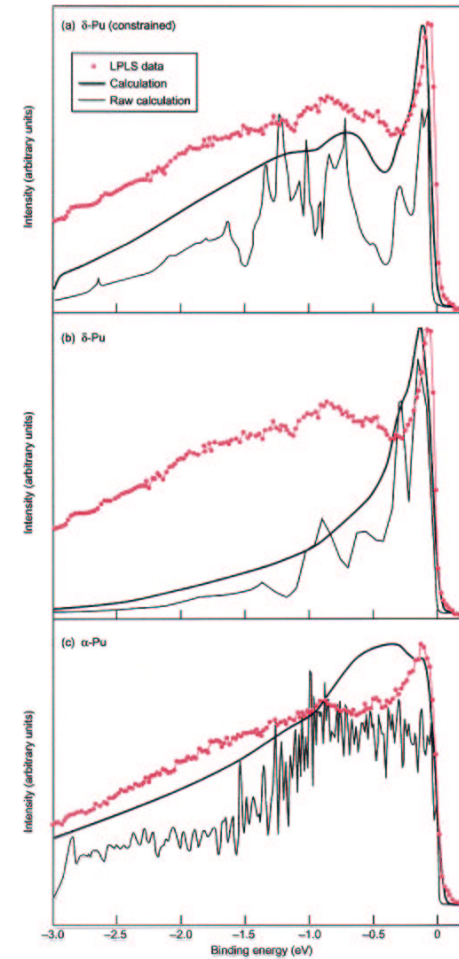 (a) δ-Pu (constrained)
LPLS data
Calculation
Raw calculation
Intensity (arbitrary units)
(b) δ-Pu
Intensity (arbitrary units)
(c) α-Pu
Intensity (arbitrary units)
–3.0 –2.5 –2.0 –1.5 –1.0 –0.5 0
Binding energy (eV)